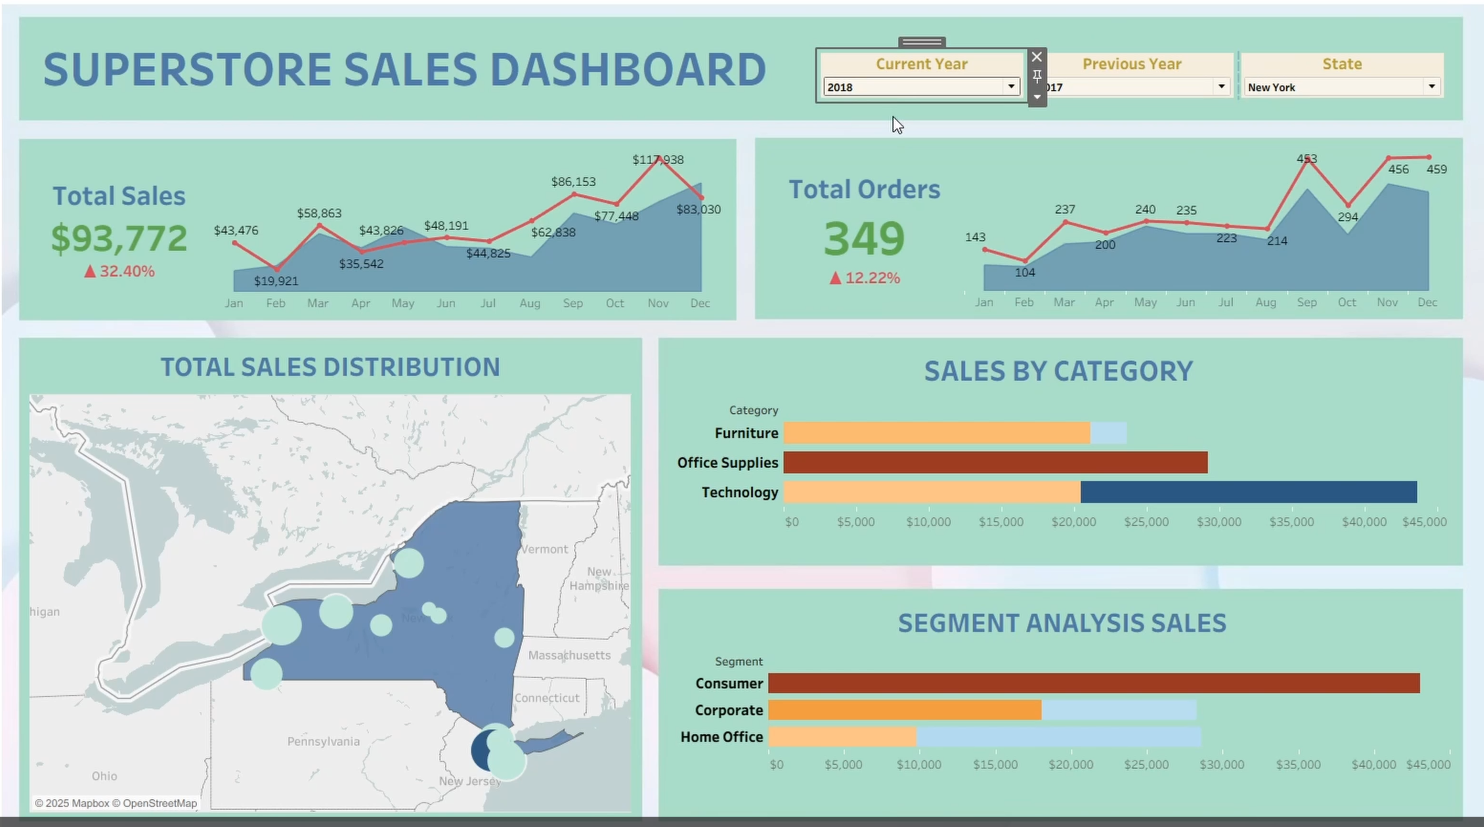 SUPERSTORE SALES DASHBOARD
Current Year
2018
Previous Year
017
State
New York
Total Sales
$93,772
▲ 32.40%
$43,476
$19,921
$58,863
$35,542
$43,826
$48,191
$44,825
$62,838
$86,153
$77,448
$117,938
$83,030
Jan Feb Mar Apr May Jun Jul Aug Sep Oct Nov Dec
Total Orders
349
▲ 12.22%
143
104
237
200
240
235
223
214
453
294
456
459
Jan Feb Mar Apr May Jun Jul Aug Sep Oct Nov Dec
TOTAL SALES DISTRIBUTION
Vermont
New
Hampshire
higan
Massachusetts
Connecticut
Pennsylvania
Ohio
New Jersey
© 2025 Mapbox © OpenStreetMap
SALES BY CATEGORY
Category
Furniture
Office Supplies
Technology
$0 $5,000 $10,000 $15,000 $20,000 $25,000 $30,000 $35,000 $40,000 $45,000
SEGMENT ANALYSIS SALES
Segment
Consumer
Corporate
Home Office
$0 $5,000 $10,000 $15,000 $20,000 $25,000 $30,000 $35,000 $40,000 $45,000